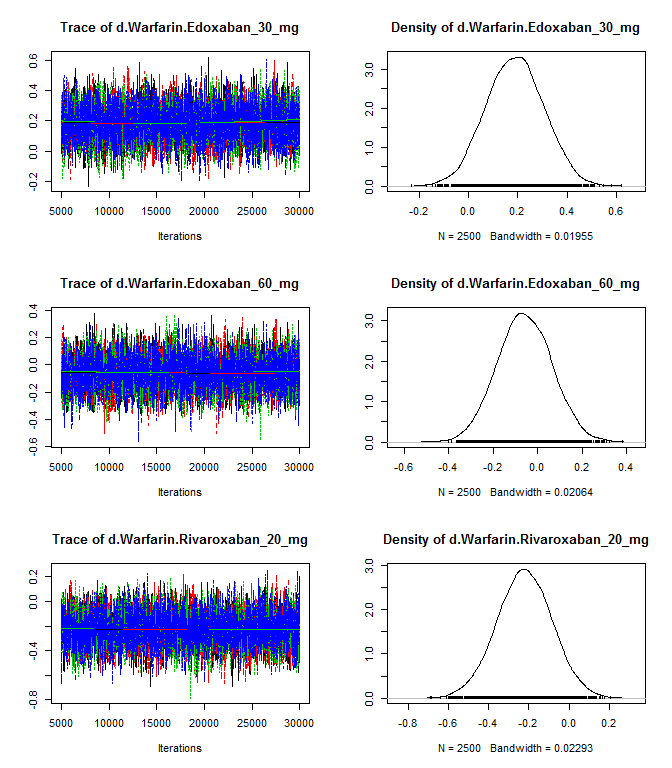 Trace of d.Warfarin.Edoxaban_30_mg
0.6
0.4
0.2
0.0
-0.2
5000 10000 15000 20000 25000 30000
Iterations
Density of d.Warfarin.Edoxaban_30_mg
3.0
2.0
1.0
0.0
-0.2 0.0 0.2 0.4 0.6
N = 2500 Bandwidth = 0.01955
Trace of d.Warfarin.Edoxaban_60_mg
0.4
0.2
0.0
-0.2
-0.4
-0.6
5000 10000 15000 20000 25000 30000
Iterations
Density of d.Warfarin.Edoxaban_60_mg
3.0
2.0
1.0
0.0
-0.6 -0.4 -0.2 0.0 0.2 0.4
N = 2500 Bandwidth = 0.02064
Trace of d.Warfarin.Rivaroxaban_20_mg
0.2
0.0
-0.4
-0.8
5000 10000 15000 20000 25000 30000
Iterations
Density of d.Warfarin.Rivaroxaban_20_mg
3.0
2.0
1.0
0.0
-0.8 -0.6 -0.4 -0.2 0.0 0.2
N = 2500 Bandwidth = 0.02293